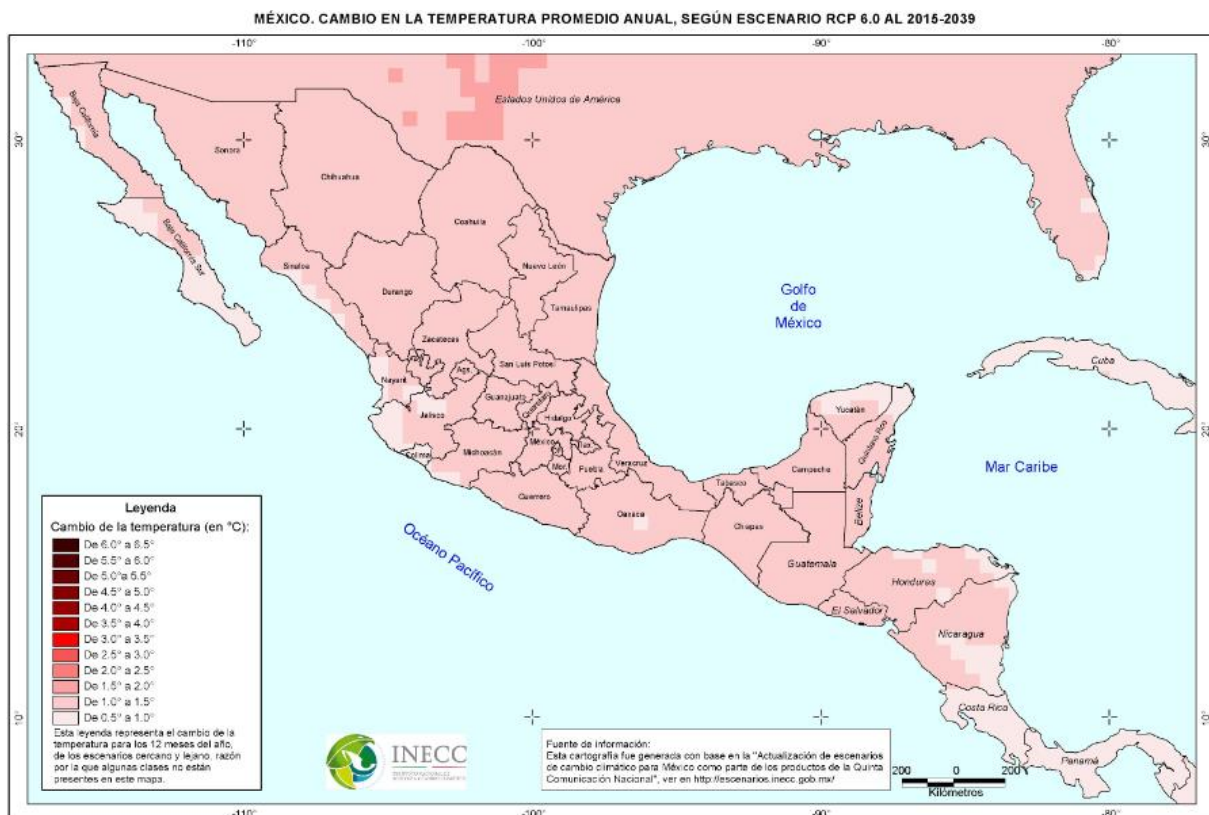 MÉXICO. CAMBIO EN LA TEMPERATURA PROMEDIO ANUAL, SEGÚN ESCENARIO RCP 6.0 AL 2015-2039
-110°
-100°
-90°
-80°
30°
30°
Estados Unidos de América
Baja California
Sonora
Chihuahua
Coahuila
Baja California Sur
Sinaloa
Durango
Nuevo León
Tamaulipas
Golfo
de
México
Zacatecas
San Luis Potosí
Cuba
Nayarit
Ags.
Guanajuato
Querétaro
Hidalgo
Yucatán
Jalisco
20°
20°
Quintana Roo
Colima
Michoacán
México
DF
Tlax.
Mor.
Puebla
Veracruz
Campeche
Mar Caribe
Tabasco
Guerrero
Oaxaca
Chiapas
Belize
Océano Pacífico
Guatemala
Honduras
El Salvador
Nicaragua
Costa Rica
Panamá
10°
10°
Leyenda
Cambio de la temperatura (en °C):
De 6.0° a 6.5°
De 5.5° a 6.0°
De 5.0°a 5.5°
De 4.5° a 5.0°
De 4.0° a 4.5°
De 3.5° a 4.0°
De 3.0° a 3.5°
De 2.5° a 3.0°
De 2.0° a 2.5°
De 1.5° a 2.0°
De 1.0° a 1.5°
De 0.5° a 1.0°
Esta leyenda representa el cambio de la
temperatura para los 12 meses del año,
de los escenarios cercano y lejano, razón
por la que algunas clases no están
presentes en este mapa.
INECC
Fuente de información:
Esta cartografía fue generada con base en la "Actualización de escenarios
de cambio climático para México como parte de los productos de la Quinta
Comunicación Nacional", ver en http://escenarios.inecc.gob.mx/
200 0 200
Kilómetros
-110°
-100°
-90°
-80°